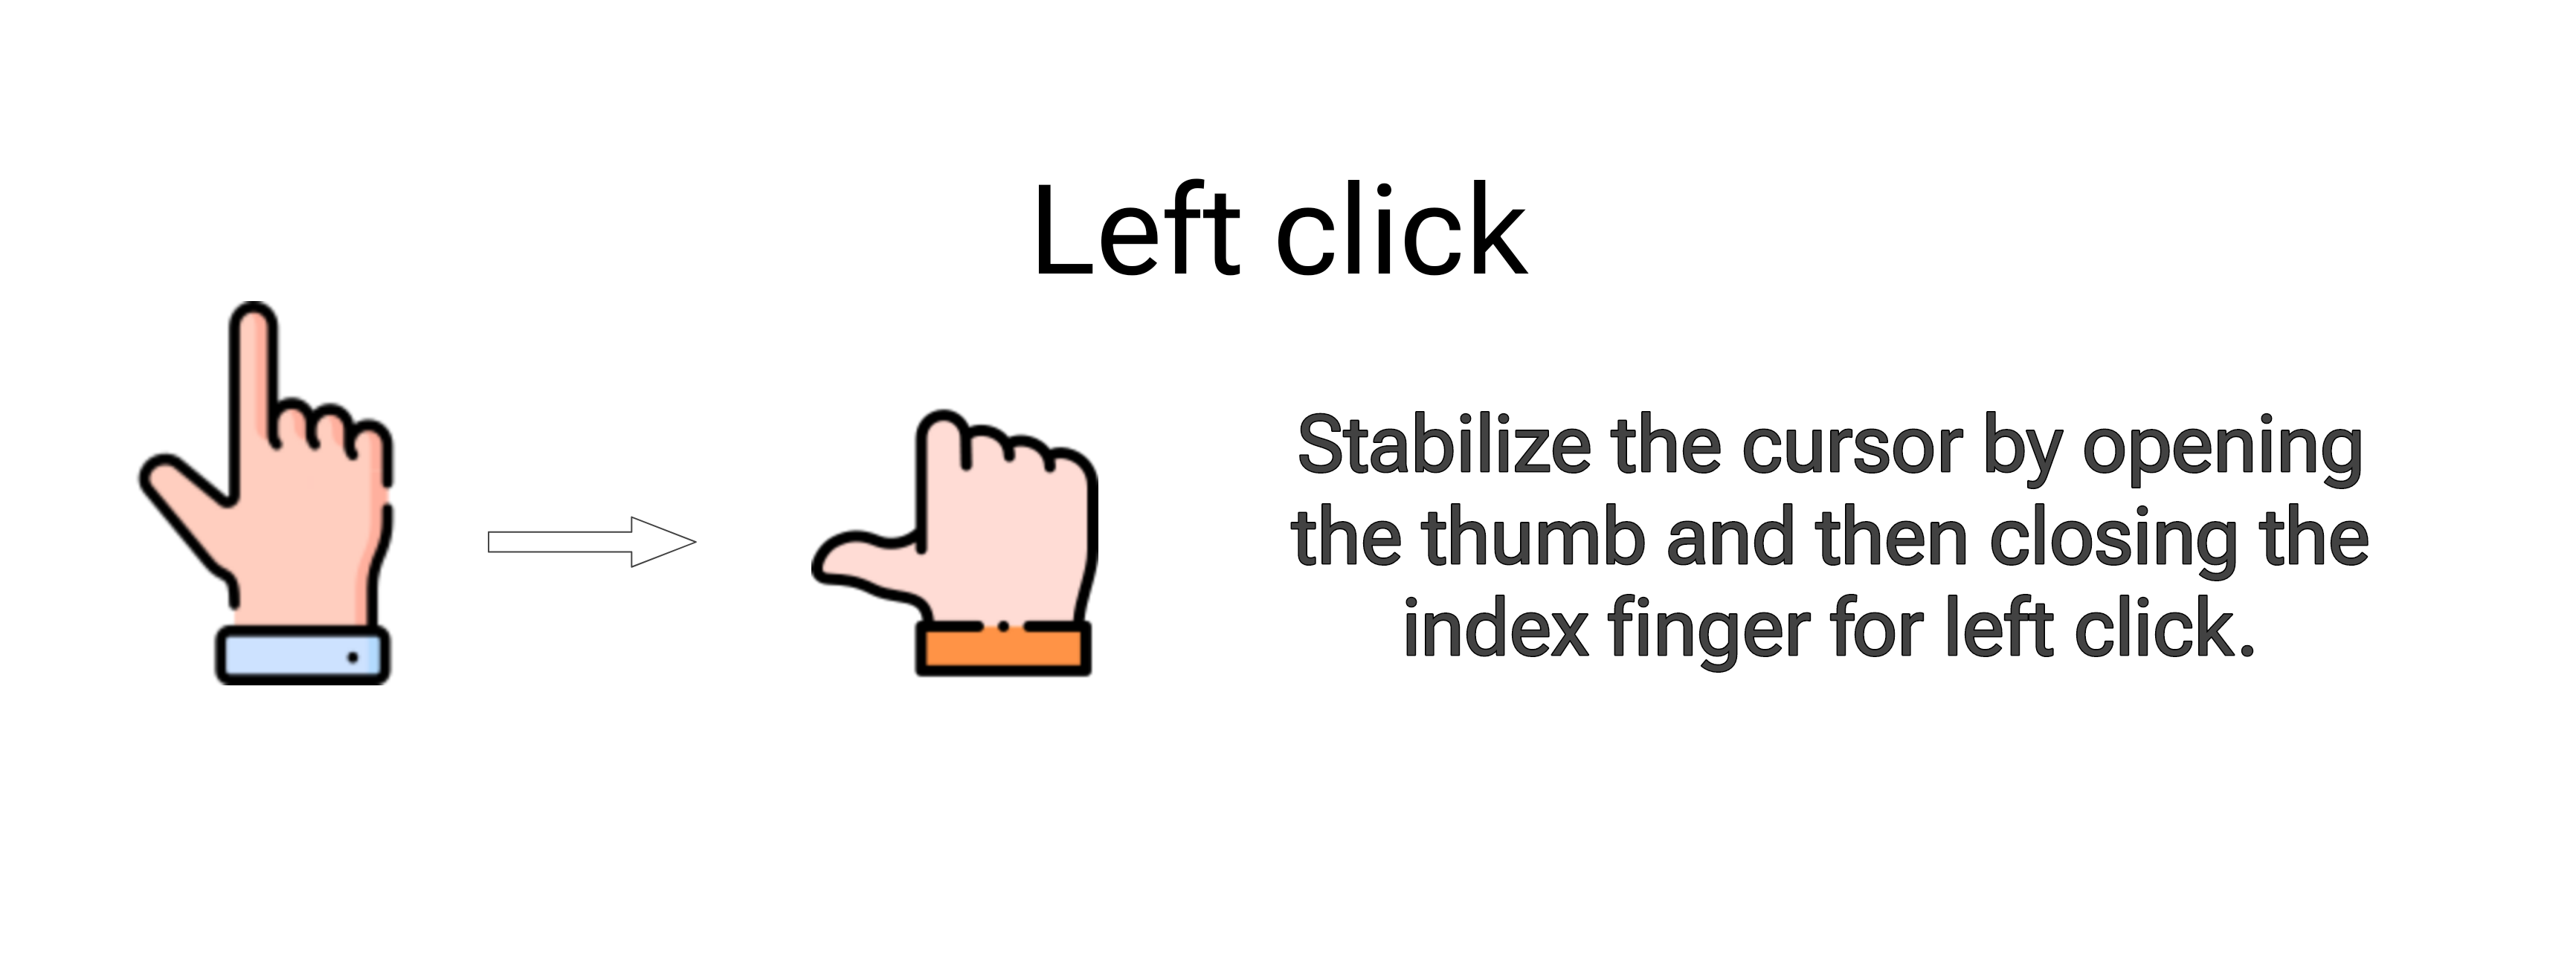 Left click
Stabilize the cursor by opening
the thumb and then closing the
index finger for left click.